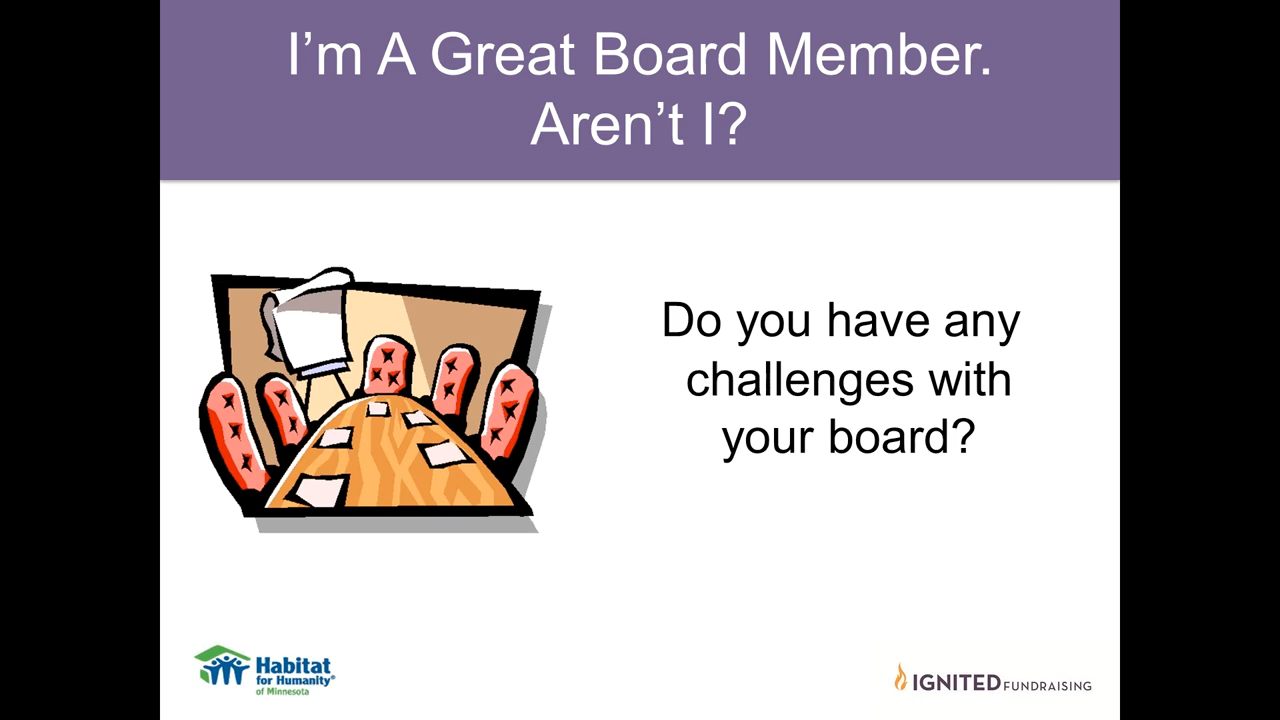 I’m A Great Board Member.
Aren’t I?
Do you have any
challenges with
your board?
Habitat
for Humanity®
of Minnesota
IGNITED FUNDRAISING